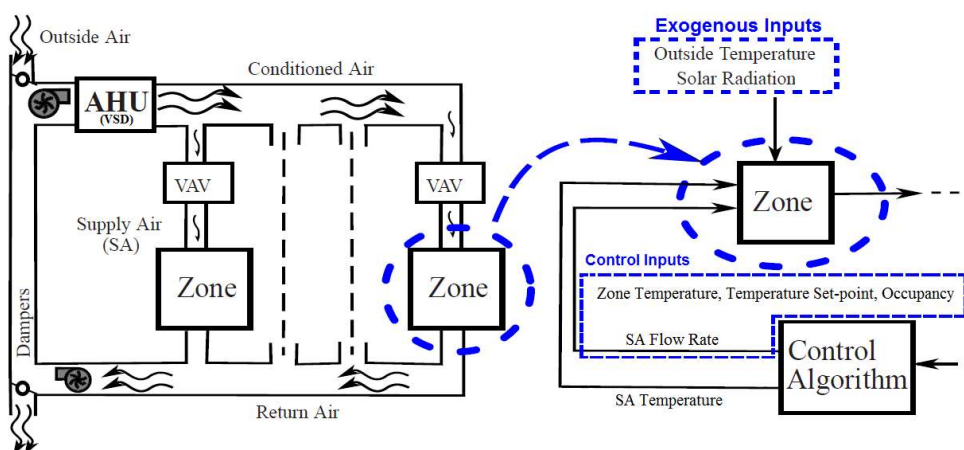 Outside Air
AHU
(VSD)
Conditioned Air
VAV
VAV
Supply Air
(SA)
Zone
Zone
Dampers
Return Air
Exogenous Inputs
Outside Temperature
Solar Radiation
Zone
Control Inputs
Zone Temperature, Temperature Set-point, Occupancy
SA Flow Rate
SA Temperature
Control
Algorithm